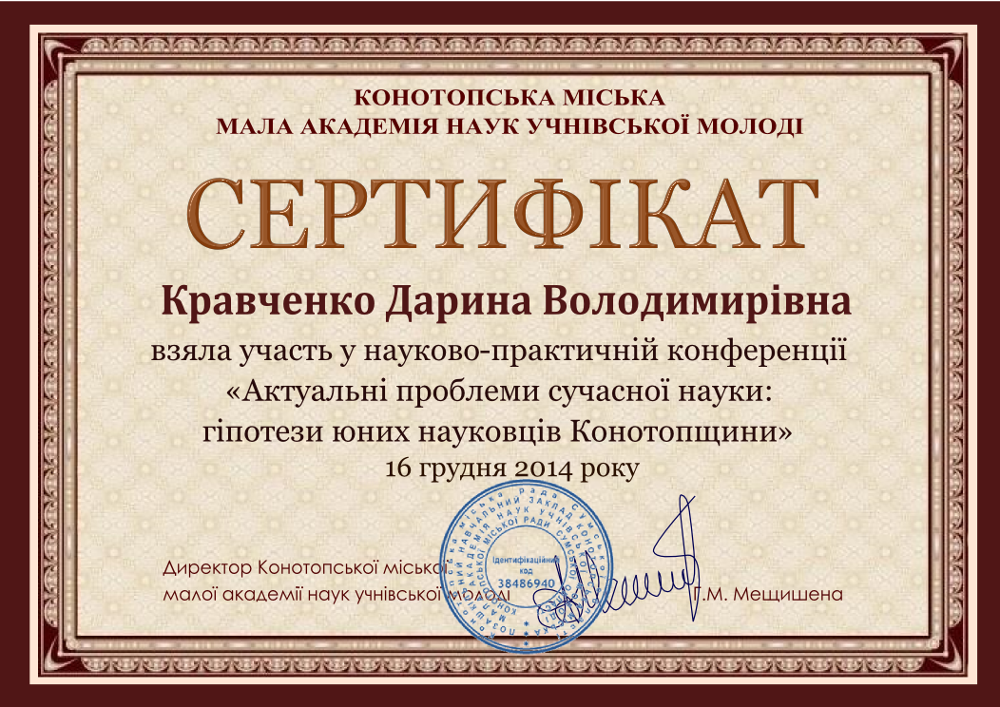 КОНОТОПСЬКА МІСЬКА
МАЛА АКАДЕМІЯ НАУК УЧНІВСЬКОЇ МОЛОДІ
СЕРТИФІКАТ
Кравченко Дарина Володимирівна
взяла участь у науково-практичній конференції
«Актуальні проблеми сучасної науки:
гіпотези юних науковців Конотопщини»
16 грудня 2014 року
Директор Конотопської міської
малої академії наук учнівської молоді
Г.М. Мещишена
Ідентифікаційний
код
38486940